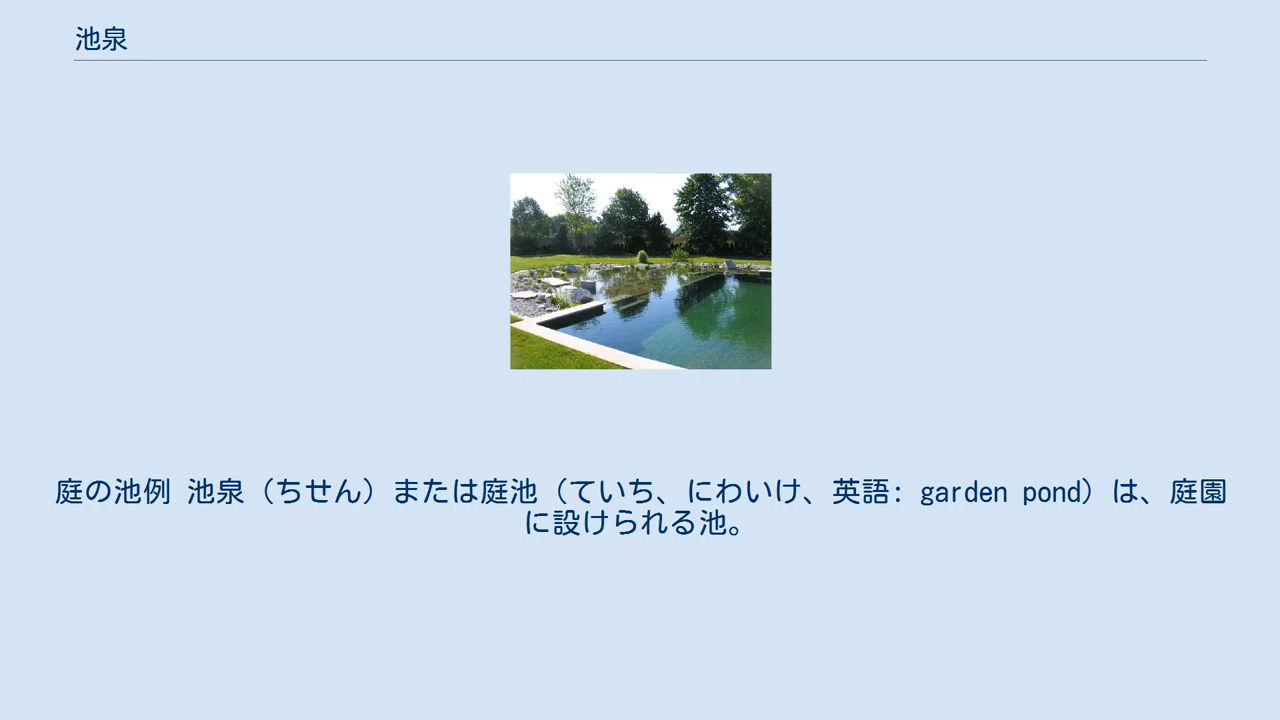 池泉
庭の池例 池泉（ちせん）または庭池（ていち、にわいけ、英語: garden pond）は、庭園
に設けられる池。